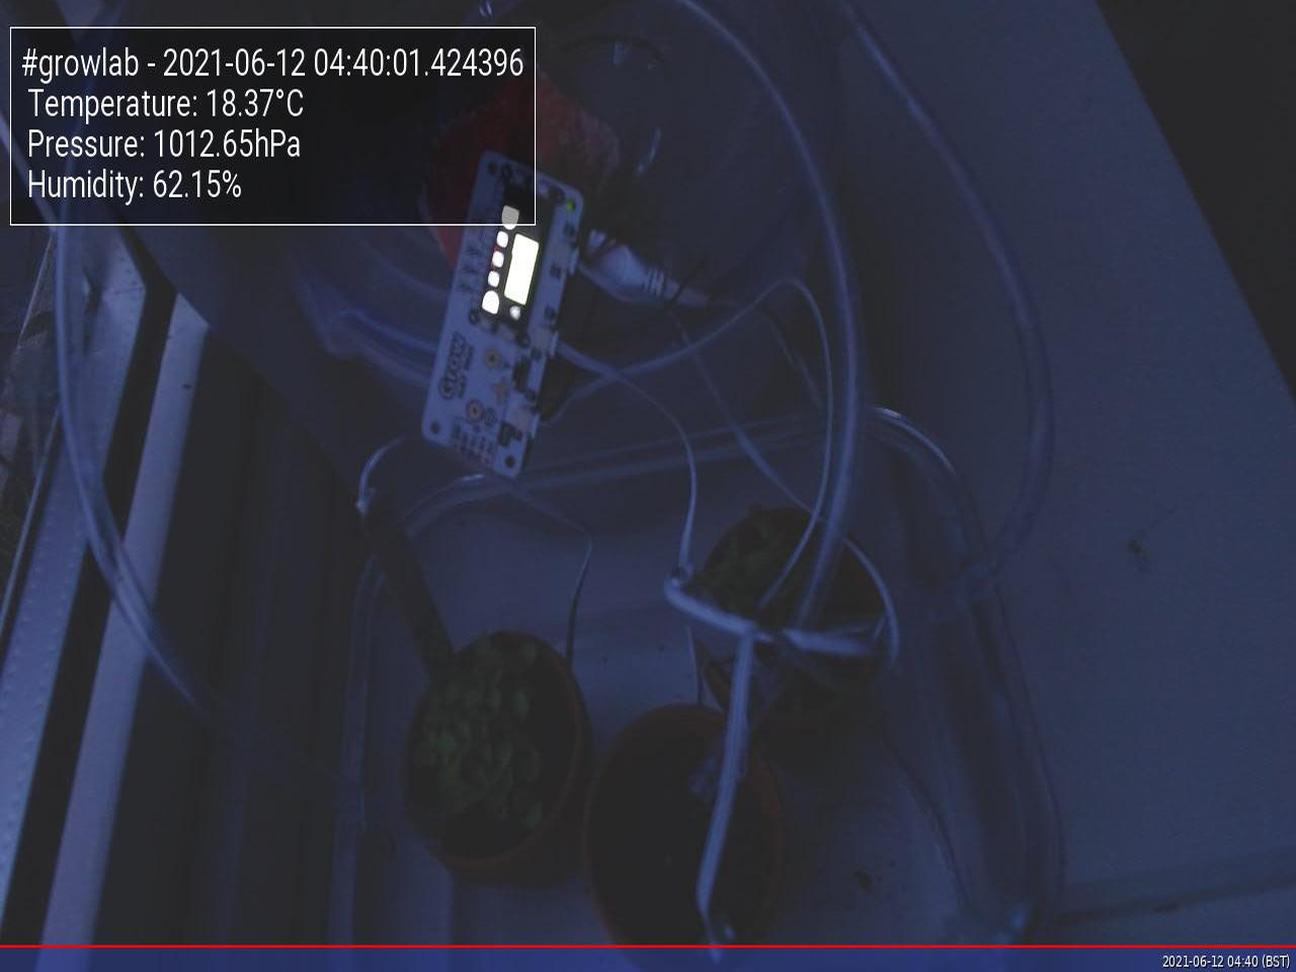 #growlab - 2021-06-12 04:40:01.424396
Temperature: 18.37°C
Pressure: 1012.65hPa
Humidity: 62.15%
Grow
2021-06-12 04:40 (BST)